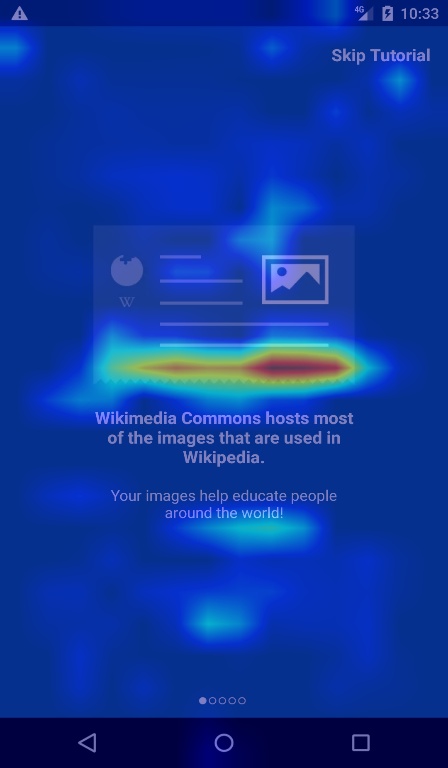 4G 10:33
Skip Tutorial
W
Wikimedia Commons hosts most
of the images that are used in
Wikipedia.
Your images help educate people
around the world!